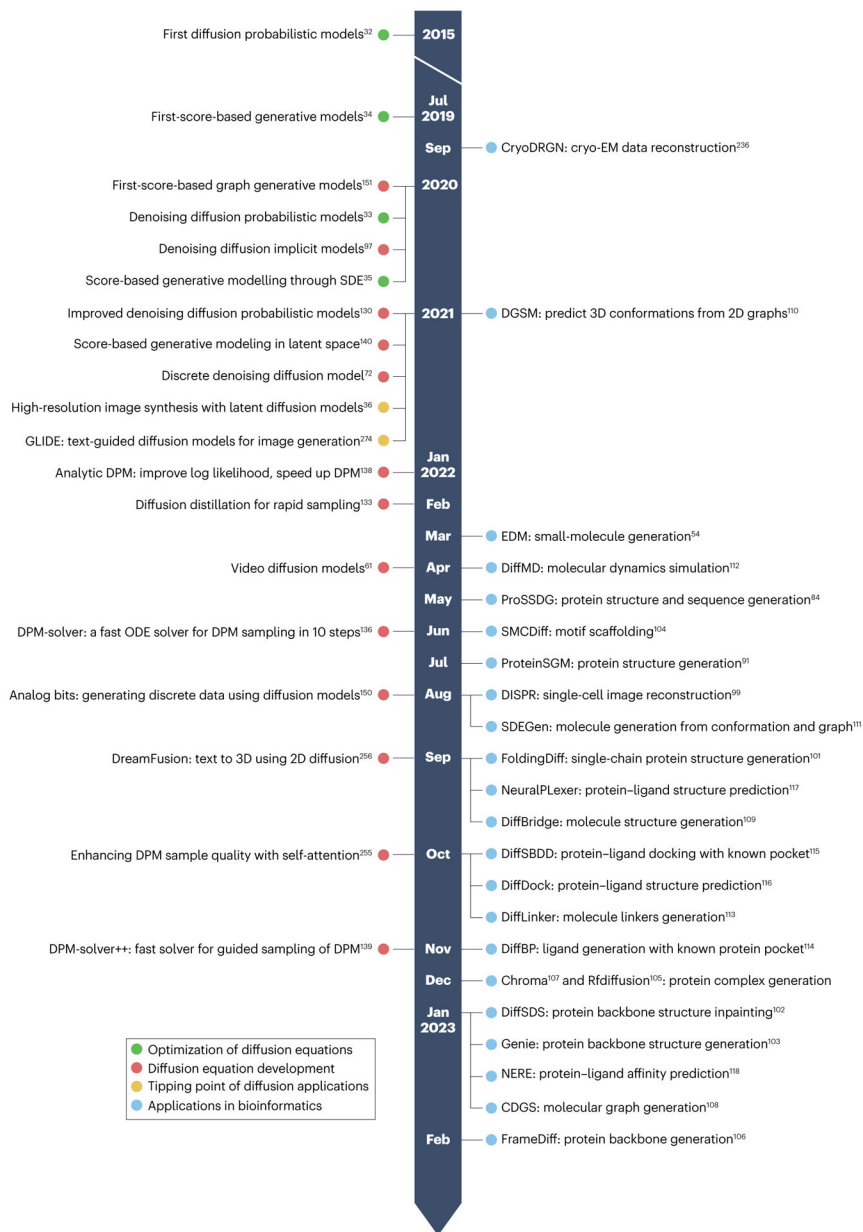 First diffusion probabilistic models32
2015
Jul
2019
First-score-based generative models34
Sep
CryoDRGN: cryo-EM data reconstruction236
First-score-based graph generative models151
2020
Denoising diffusion probabilistic models33
Denoising diffusion implicit models97
Score-based generative modelling through SDE35
Improved denoising diffusion probabilistic models130
2021
DGSM: predict 3D conformations from 2D graphs110
Score-based generative modeling in latent space140
Discrete denoising diffusion model72
High-resolution image synthesis with latent diffusion models36
GLIDE: text-guided diffusion models for image generation274
Jan
2022
Analytic DPM: improve log likelihood, speed up DPM138
Diffusion distillation for rapid sampling133
Feb
Mar
EDM: small-molecule generation54
Video diffusion models61
Apr
DiffMD: molecular dynamics simulation112
May
ProSSDG: protein structure and sequence generation84
DPM-solver: a fast ODE solver for DPM sampling in 10 steps136
Jun
SMCDiff: motif scaffolding104
Jul
ProteinSGM: protein structure generation91
Analog bits: generating discrete data using diffusion models150
Aug
DISPR: single-cell image reconstruction99
SDEGen: molecule generation from conformation and graph111
DreamFusion: text to 3D using 2D diffusion256
Sep
FoldingDiff: single-chain protein structure generation101
NeuralPLexer: protein–ligand structure prediction117
DiffBridge: molecule structure generation109
Enhancing DPM sample quality with self-attention255
Oct
DiffSBDD: protein–ligand docking with known pocket115
DiffDock: protein–ligand structure prediction116
DiffLinker: molecule linkers generation113
DPM-solver++: fast solver for guided sampling of DPM139
Nov
DiffBP: ligand generation with known protein pocket114
Dec
Chroma107 and Rfdiffusion105: protein complex generation
Jan
2023
DiffSDS: protein backbone structure inpainting102
Genie: protein backbone structure generation103
NERE: protein–ligand affinity prediction118
CDGS: molecular graph generation108
Feb
FrameDiff: protein backbone generation106
Optimization of diffusion equations
Diffusion equation development
Tipping point of diffusion applications
Applications in bioinformatics